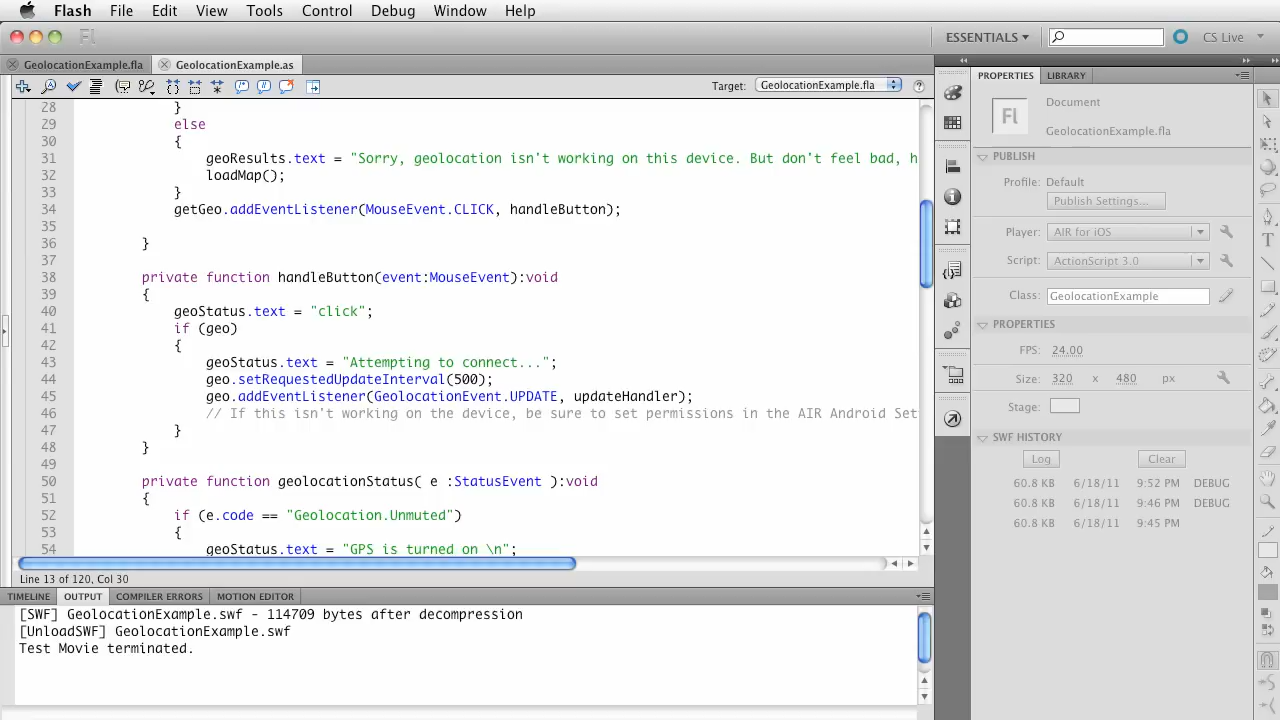 Flash File Edit View Tools Control Debug Window Help
Fl ESSENTIALS CS Live
GeolocationExample.fla GeolocationExample.as
Target: GeolocationExample.fla
28 }
29 else
30 {
31 geoResults.text = "Sorry, geolocation isn't working on this device. But don't feel bad, h
32 loadMap();
33 }
34 getGeo.addEventListener(MouseEvent.CLICK, handleButton);
35
36 }
37
38 private function handleButton(event:MouseEvent):void
39 {
40 geoStatus.text = "click";
41 if (geo)
42 {
43 geoStatus.text = "Attempting to connect...";
44 geo.setRequestedUpdateInterval(500);
45 geo.addEventListener(GeolocationEvent.UPDATE, updateHandler);
46 // If this isn't working on the device, be sure to set permissions in the AIR Android Set
47 }
48 }
49
50 private function geolocationStatus( e :StatusEvent ):void
51 {
52 if (e.code == "Geolocation.Unmuted")
53 {
54 geoStatus.text = "GPS is turned on \n";
Line 13 of 120, Col 30
TIMELINE OUTPUT COMPILER ERRORS MOTION EDITOR
[SWF] GeolocationExample.swf - 114709 bytes after decompression
[UnloadSWF] GeolocationExample.swf
Test Movie terminated.
PROPERTIES LIBRARY
Fl Document
GeolocationExample.fla
PUBLISH
Profile: Default
Publish Settings...
Player: AIR for iOS
Script: ActionScript 3.0
Class: GeolocationExample
PROPERTIES
FPS: 24.00
Size: 320 x 480 px
Stage:
SWF HISTORY
Log Clear
60.8 KB 6/18/11 9:52 PM DEBUG
60.8 KB 6/18/11 9:46 PM DEBUG
60.8 KB 6/18/11 9:45 PM